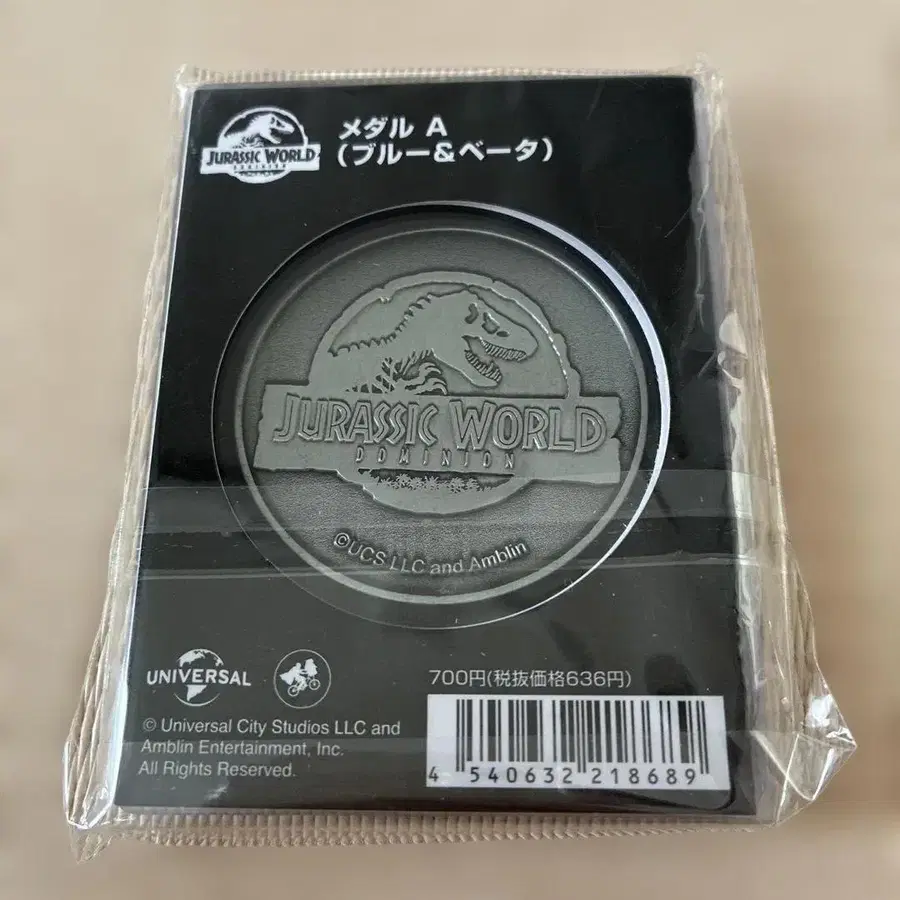 JURASSIC WORLD
DOMINION
メダル A
(ブルー&ベータ)
JURASSIC WORLD
DOMINION
©UCS LLC and Amblin
UNIVERSAL
700円(税抜価格636円)
© Universal City Studios LLC and
Amblin Entertainment, Inc.
All Rights Reserved.
4 540632 218689